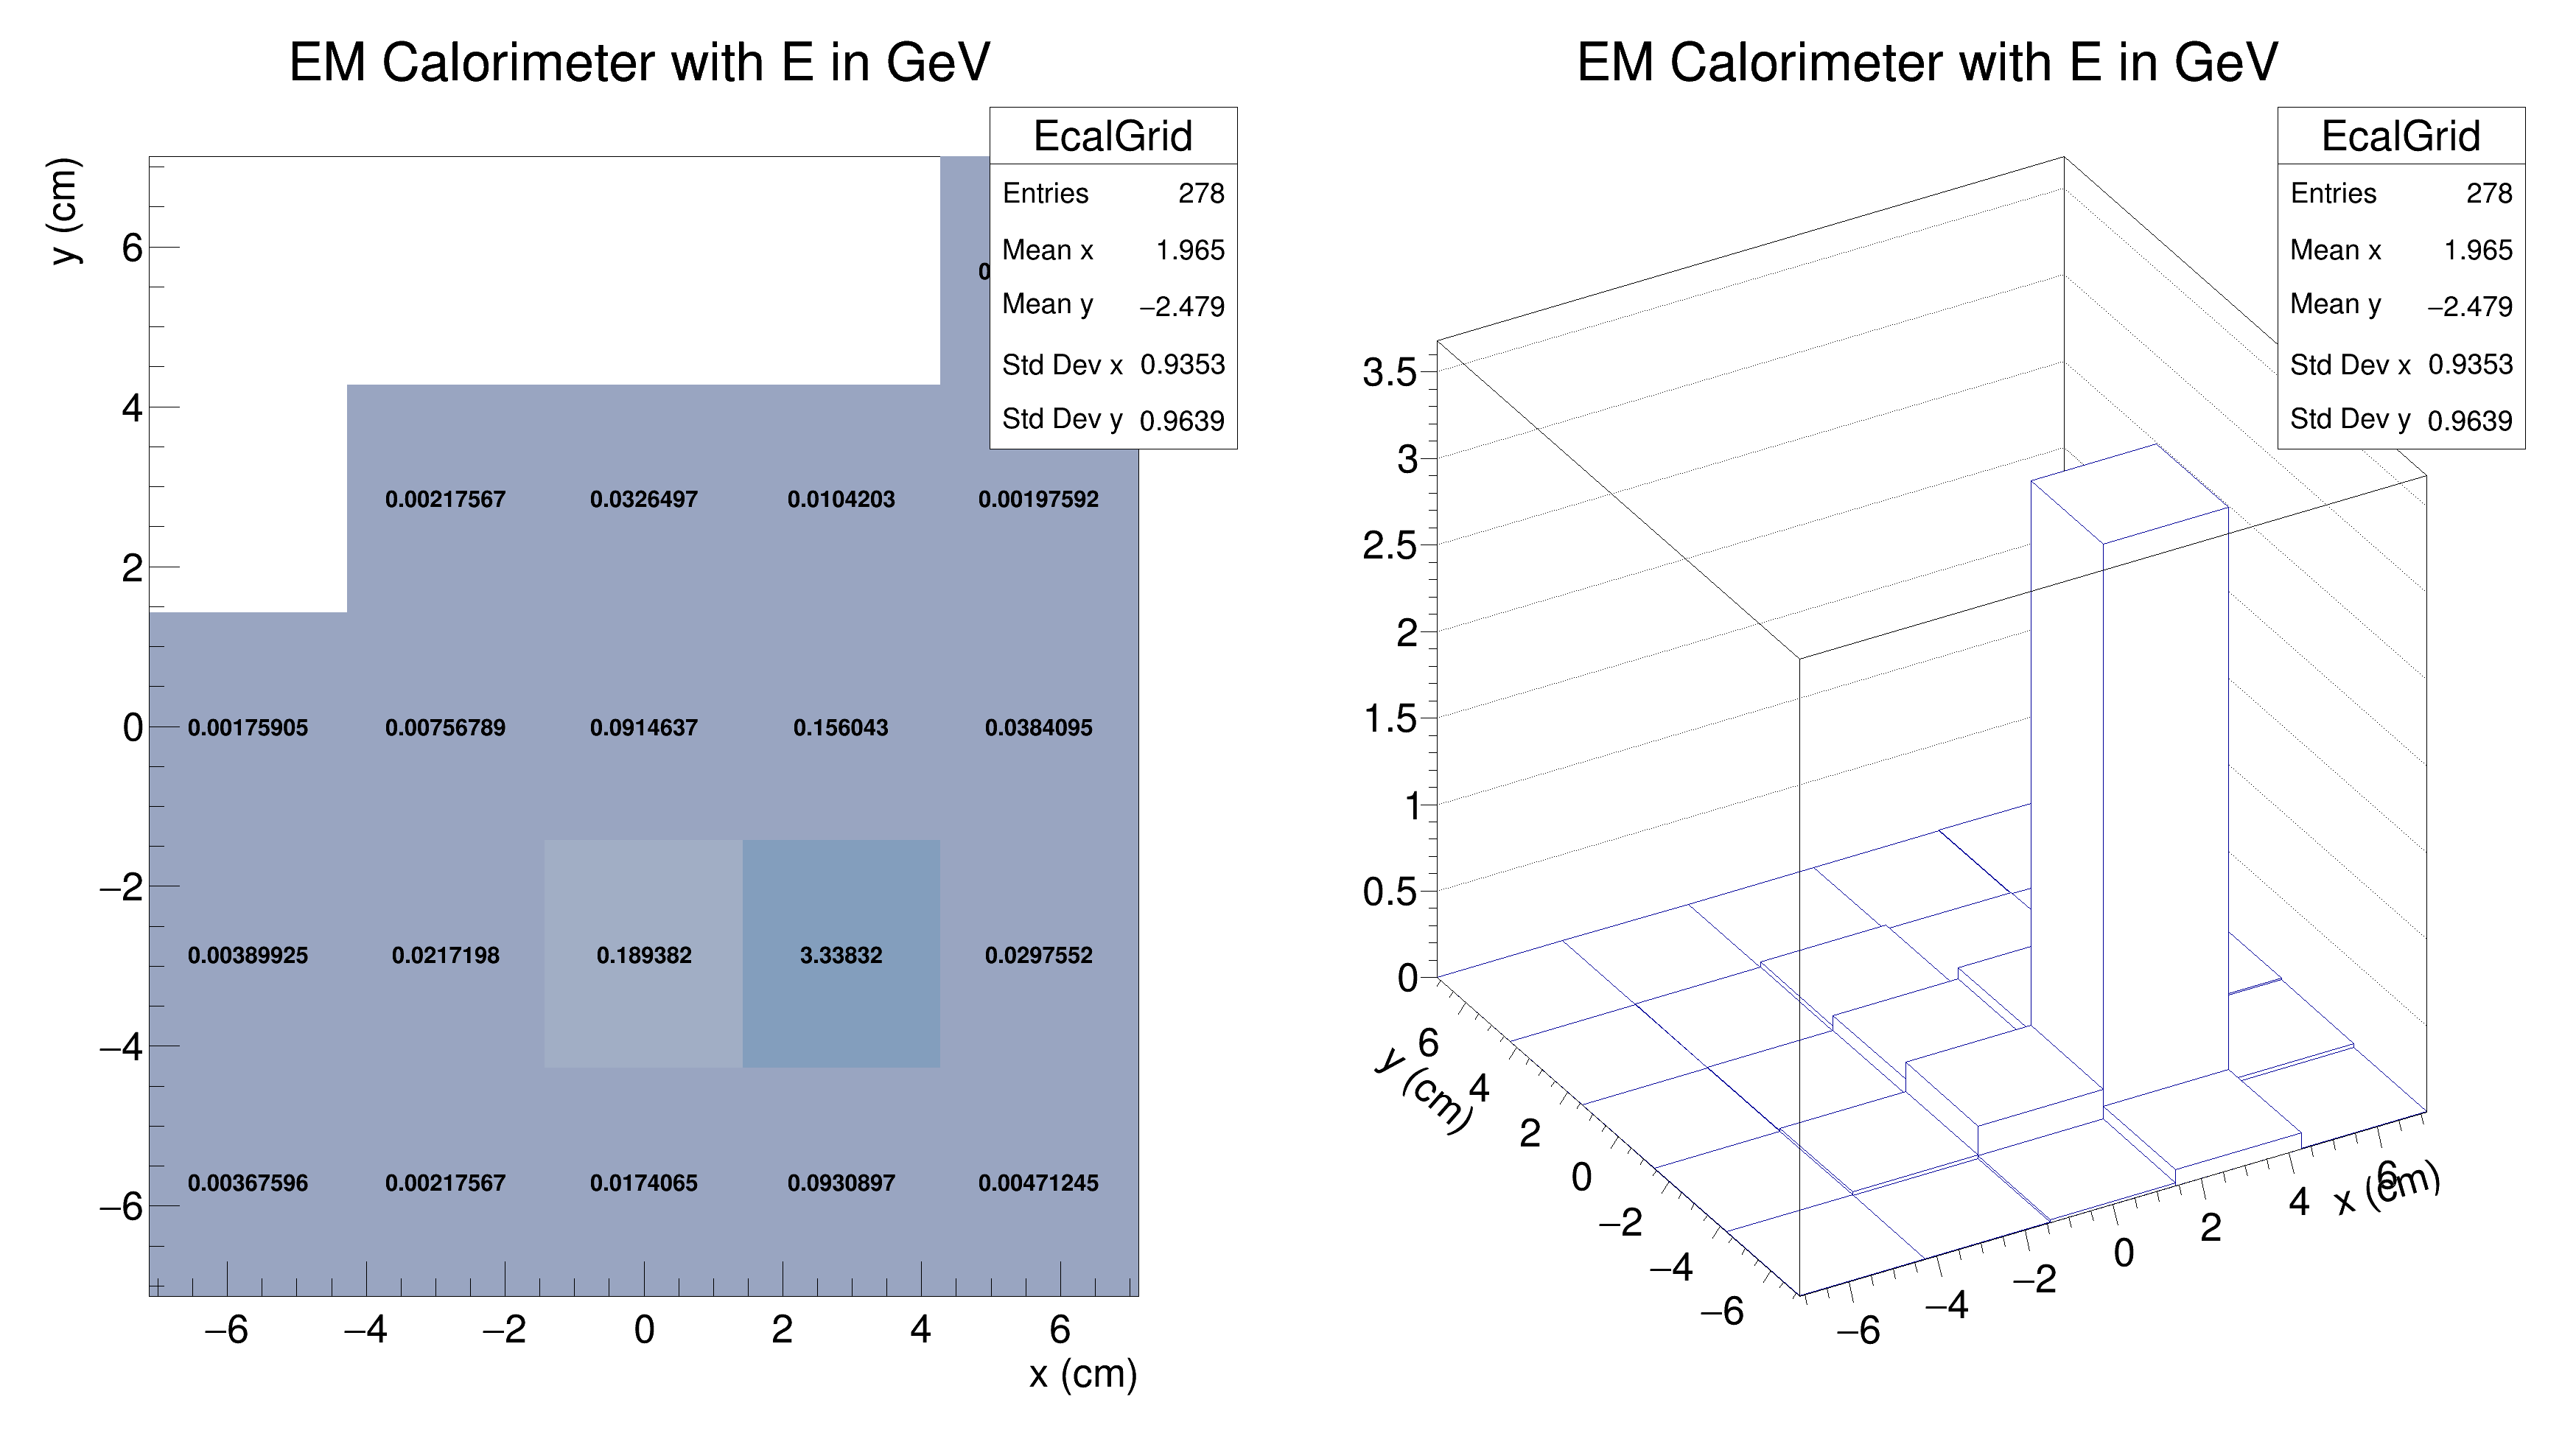 EM Calorimeter with E in GeV
EcalGrid
Entries 278
Mean x 1.965
Mean y −2.479
Std Dev x 0.9353
Std Dev y 0.9639
y (cm)
6
4
2
0
−2
−4
−6
0.00217567 0.0326497 0.0104203 0.00197592
0.00175905 0.00756789 0.0914637 0.156043 0.0384095
0.00389925 0.0217198 0.189382 3.33832 0.0297552
0.00367596 0.00217567 0.0174065 0.0930897 0.00471245
−6 −4 −2 0 2 4 6
x (cm)
EM Calorimeter with E in GeV
EcalGrid
Entries 278
Mean x 1.965
Mean y −2.479
Std Dev x 0.9353
Std Dev y 0.9639
3.5
3
2.5
2
1.5
1
0.5
0
6
4
2
0
−2
−4
−6
y (cm)
−6 −4 −2 0 2 4 6
x (cm)